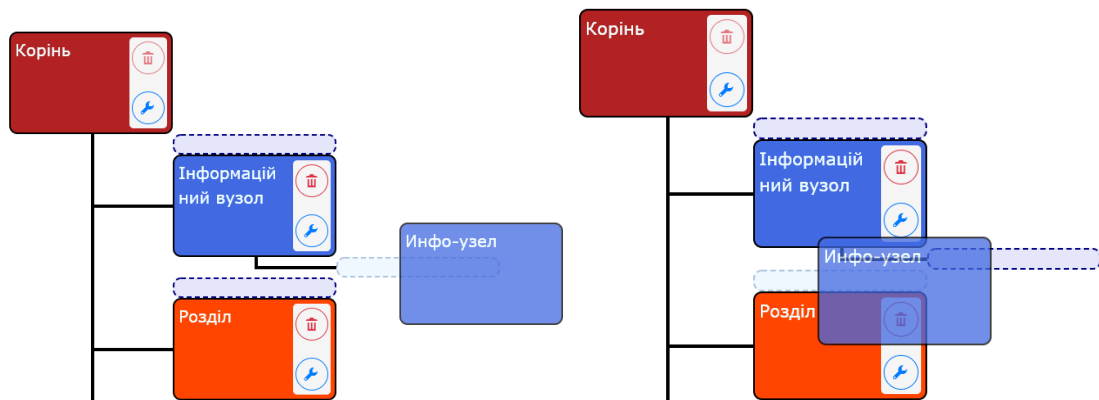 Корінь
Інформацій
ний вузол
Инфо-узел
Розділ
Корінь
Інформацій
ний вузол
Инфо-узел
Розділ